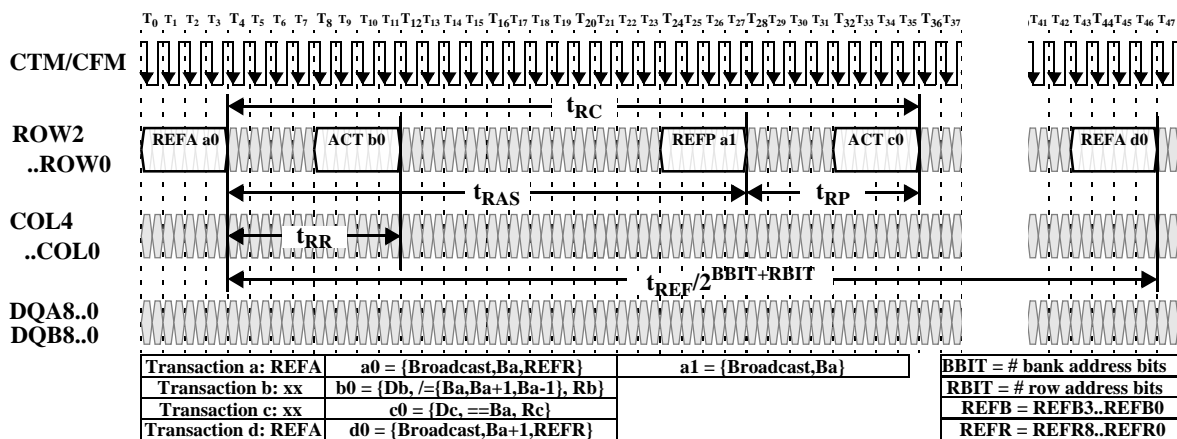 T0 T1 T2 T3 T4 T5 T6 T7 T8 T9 T10 T11 T12 T13 T14 T15 T16 T17 T18 T19 T20 T21 T22 T23 T24 T25 T26 T27 T28 T29 T30 T31 T32 T33 T34 T35 T36 T37 T41 T42 T43 T44 T45 T46 T47
CTM/CFM
tRC
ROW2
..ROW0
REFA a0 ACT b0 REFP a1 ACT c0 REFA d0
tRAS tRP
COL4
..COL0
tRR
tREF/2^BBIT+RBIT
DQA8..0
DQB8..0
Transaction a: REFA a0 = {Broadcast,Ba,REFR} a1 = {Broadcast,Ba}
Transaction b: xx b0 = {Db, /={Ba,Ba+1,Ba-1}, Rb}
Transaction c: xx c0 = {Dc, ==Ba, Rc}
Transaction d: REFA d0 = {Broadcast,Ba+1,REFR}
BBIT = # bank address bits
RBIT = # row address bits
REFB = REFB3..REFB0
REFR = REFR8..REFR0